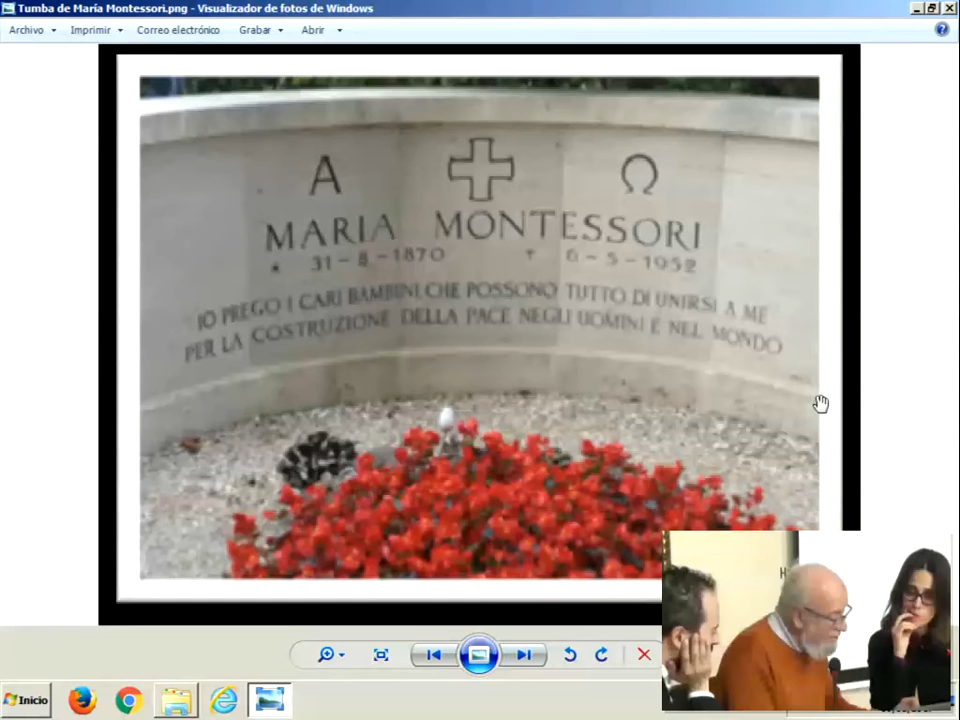 Tumba de María Montessori.png - Visualizador de fotos de Windows
Archivo Imprimir Correo electrónico Grabar Abrir
Α Ω
MARIA MONTESSORI
* 31-8-1870 † 6-5-1952
IO PREGO I CARI BAMBINI CHE POSSONO TUTTO DI UNIRSI A ME
PER LA COSTRUZIONE DELLA PACE NEGLI UOMINI E NEL MONDO
Inicio